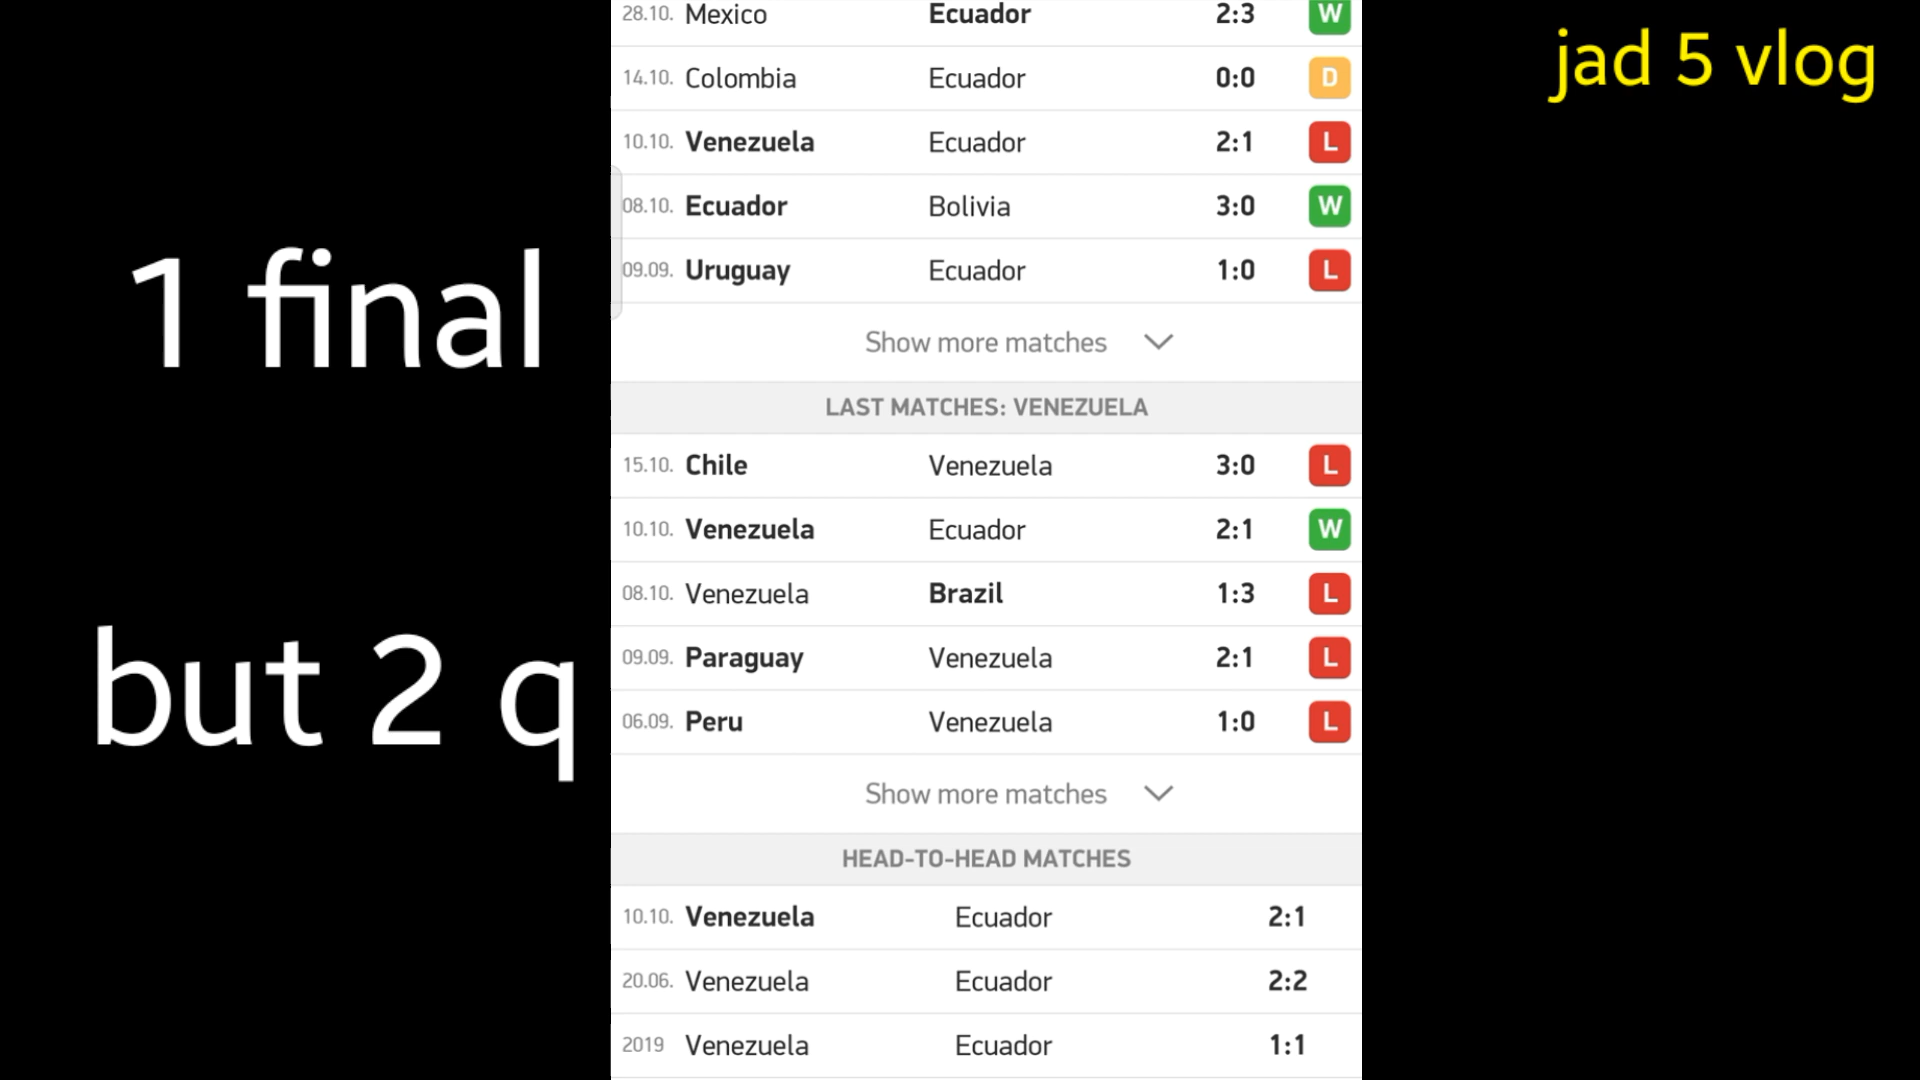 jad 5 vlog
1 final
but 2 q
28.10. Mexico Ecuador 2:3 W
14.10. Colombia Ecuador 0:0 D
10.10. Venezuela Ecuador 2:1 L
08.10. Ecuador Bolivia 3:0 W
09.09. Uruguay Ecuador 1:0 L
Show more matches
LAST MATCHES: VENEZUELA
15.10. Chile Venezuela 3:0 L
10.10. Venezuela Ecuador 2:1 W
08.10. Venezuela Brazil 1:3 L
09.09. Paraguay Venezuela 2:1 L
06.09. Peru Venezuela 1:0 L
Show more matches
HEAD-TO-HEAD MATCHES
10.10. Venezuela Ecuador 2:1
20.06. Venezuela Ecuador 2:2
2019 Venezuela Ecuador 1:1